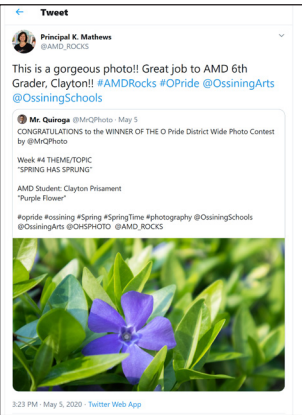 Tweet
Principal K. Mathews
@AMD_ROCKS
This is a gorgeous photo!! Great job to AMD 6th
Grader, Clayton!! #AMDRocks #OPride @OssiningArts
@OssiningSchools
Mr. Quiroga @MrQPhoto · May 5
CONGRATULATIONS to the WINNER OF THE O Pride District Wide Photo Contest
by @MrQPhoto
Week #4 THEME/TOPIC
"SPRING HAS SPRUNG"
AMD Student: Clayton Prisament
"Purple Flower"
#opride #ossining #Spring #SpringTime #photography @OssiningSchools
@OssiningArts @OHSPHOTO @AMD_ROCKS
3:23 PM · May 5, 2020 · Twitter Web App